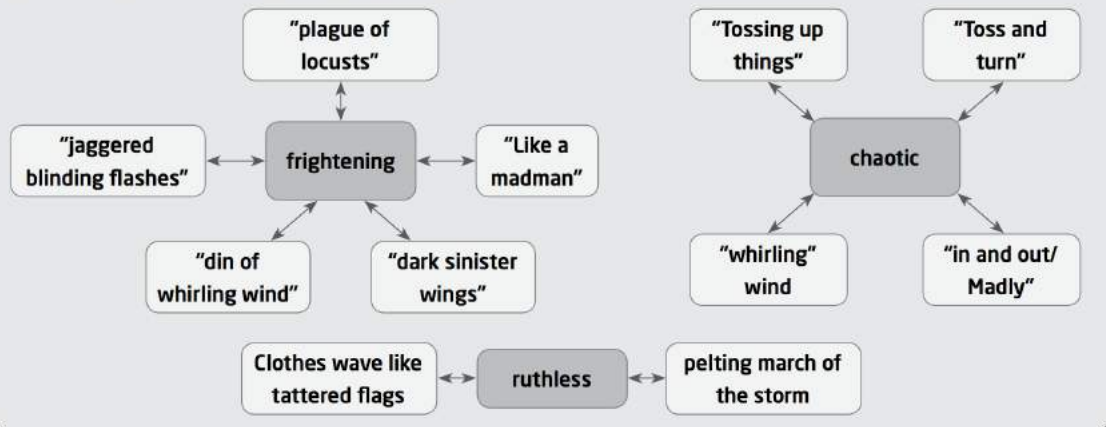 "plague of
locusts"
"jaggered
blinding flashes"
frightening
"Like a
madman"
"din of
whirling wind"
"dark sinister
wings"
"Tossing up
things"
"Toss and
turn"
chaotic
"whirling"
wind
"in and out/
Madly"
Clothes wave like
tattered flags
ruthless
pelting march of
the storm